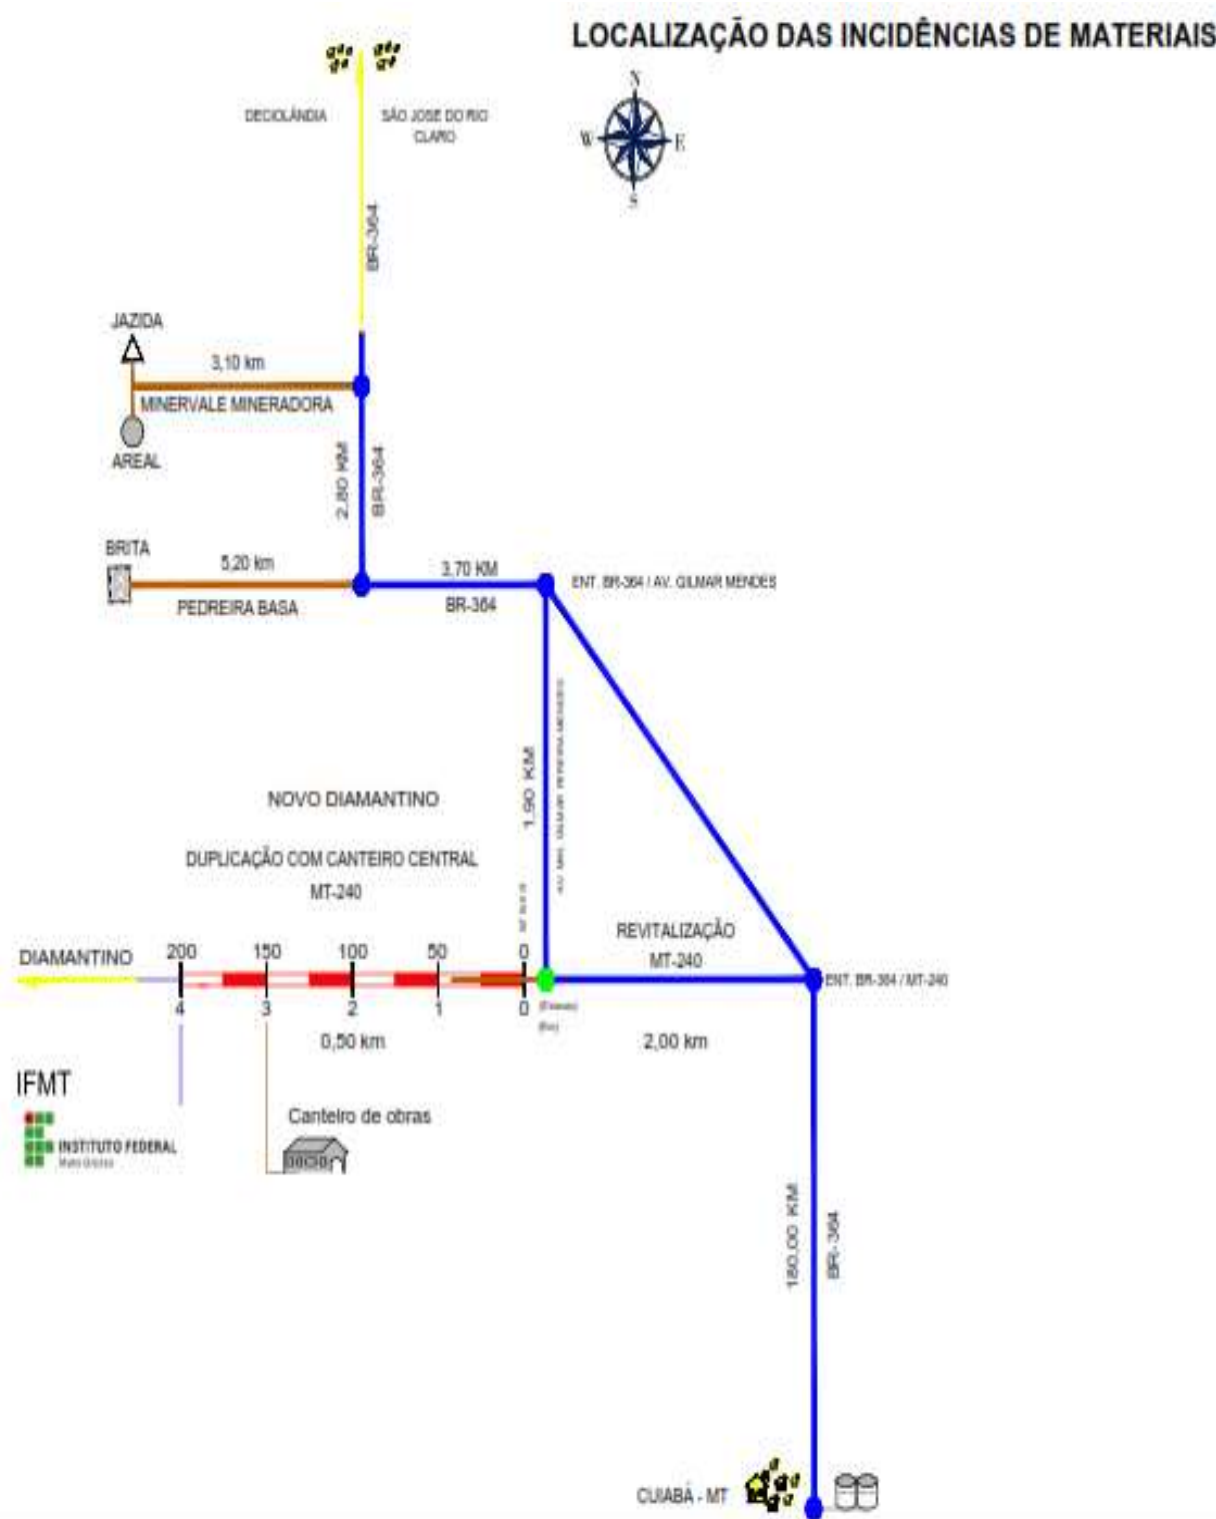 LOCALIZAÇÃO DAS INCIDÊNCIAS DE MATERIAIS
N
W
E
S
DECIOLÂNDIA
SÃO JOSE DO RIO
CLARO
BR-364
JAZIDA
3,10 km
MINERVALE MINERADORA
AREAL
2,80 KM
BR-364
BRITA
5,20 km
PEDREIRA BASA
3,70 KM
BR-364
ENT. BR-364 / AV. GILMAR MENDES
1,90 KM
NOVO DIAMANTINO
DUPLICAÇÃO COM CANTEIRO CENTRAL
MT-240
REVITALIZAÇÃO
MT-240
DIAMANTINO
200
150
100
50
0
ENT. BR-364 / MT-240
4
3
2
1
0
0,50 km
2,00 km
IFMT
Canteiro de obras
INSTITUTO FEDERAL
Mato Grosso
BR-364
CUIABÁ - MT